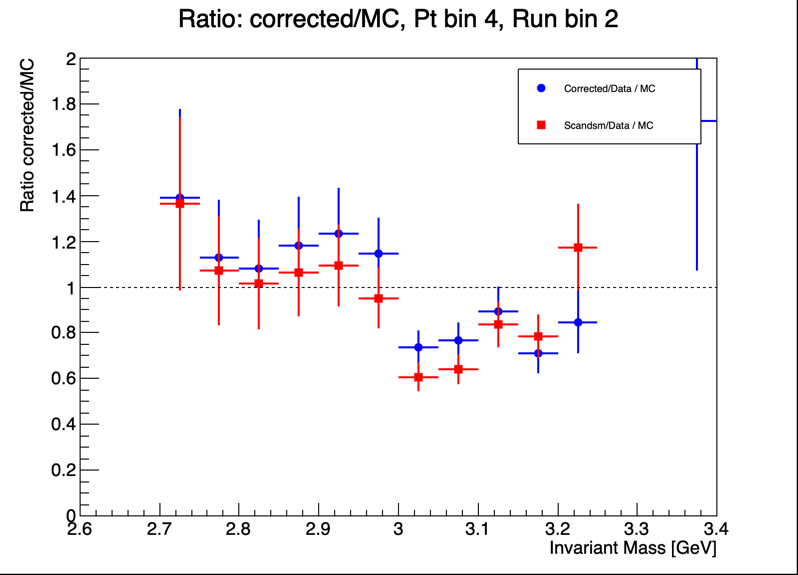 Ratio: corrected/MC, Pt bin 4, Run bin 2
Ratio corrected/MC
2
1.8
1.6
1.4
1.2
1
0.8
0.6
0.4
0.2
0
Corrected/Data / MC
Scandsm/Data / MC
2.6 2.7 2.8 2.9 3 3.1 3.2 3.3 3.4
Invariant Mass [GeV]